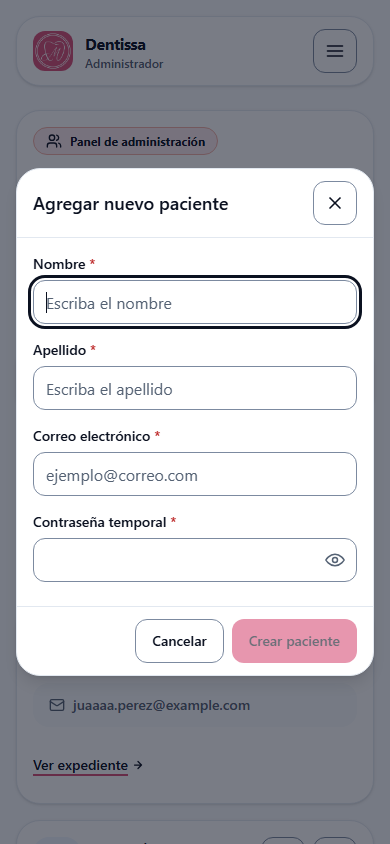 Dentissa
Administrador
Panel de administración
Agregar nuevo paciente
Nombre *
Escriba el nombre
Apellido *
Escriba el apellido
Correo electrónico *
ejemplo@correo.com
Contraseña temporal *
Cancelar
Crear paciente
juaaaa.perez@example.com
Ver expediente →